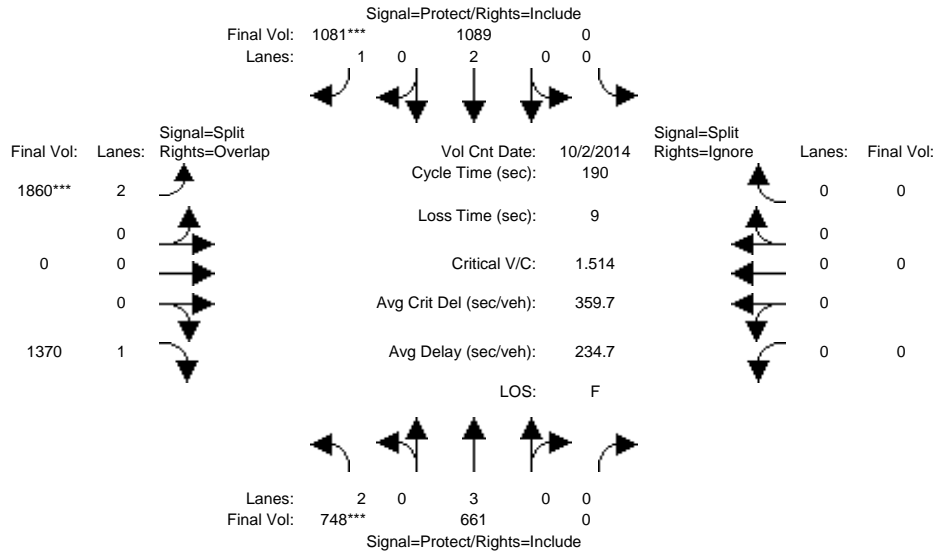 Signal=Protect/Rights=Include
Final Vol: 1081*** 1089 0
Lanes: 1 0 2 0 0
Signal=Split Signal=Split
Final Vol: Lanes: Rights=Overlap Vol Cnt Date: 10/2/2014 Rights=Ignore Lanes: Final Vol:
Cycle Time (sec): 190
1860*** 2 0 0
Loss Time (sec): 9
0 0
0 0 Critical V/C: 1.514 0 0
0 Avg Crit Del (sec/veh): 359.7 0
1370 1 Avg Delay (sec/veh): 234.7 0 0
LOS: F
Lanes: 2 0 3 0 0
Final Vol: 748*** 661 0
Signal=Protect/Rights=Include